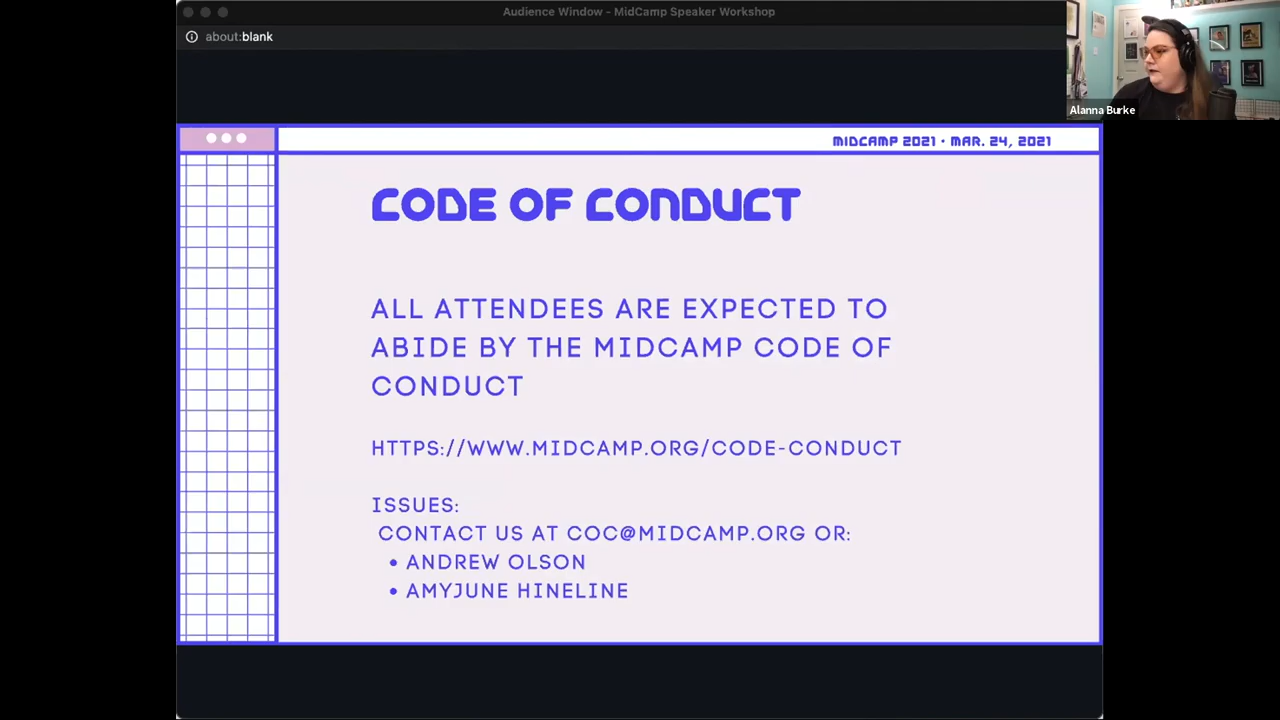 Audience Window - MidCamp Speaker Workshop
about:blank
Alanna Burke
MIDCAMP 2021 • MAR. 24, 2021
CODE OF CONDUCT
ALL ATTENDEES ARE EXPECTED TO
ABIDE BY THE MIDCAMP CODE OF
CONDUCT
HTTPS://WWW.MIDCAMP.ORG/CODE-CONDUCT
ISSUES:
CONTACT US AT COC@MIDCAMP.ORG OR:
• ANDREW OLSON
• AMYJUNE HINELINE